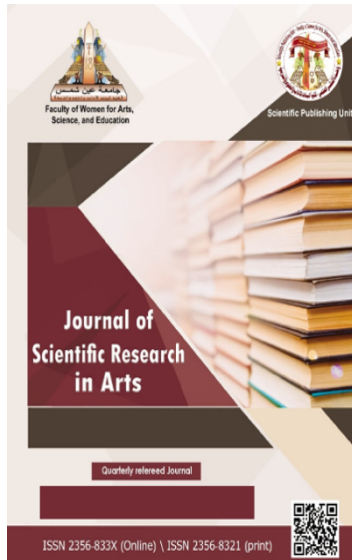 جامعة عين شمس
Faculty of Women for Arts,
Science, and Education
Scientific Publishing Unit
Journal of
Scientific Research
in Arts
Quarterly refereed Journal
ISSN 2356-833X (Online) \ ISSN 2356-8321 (print)